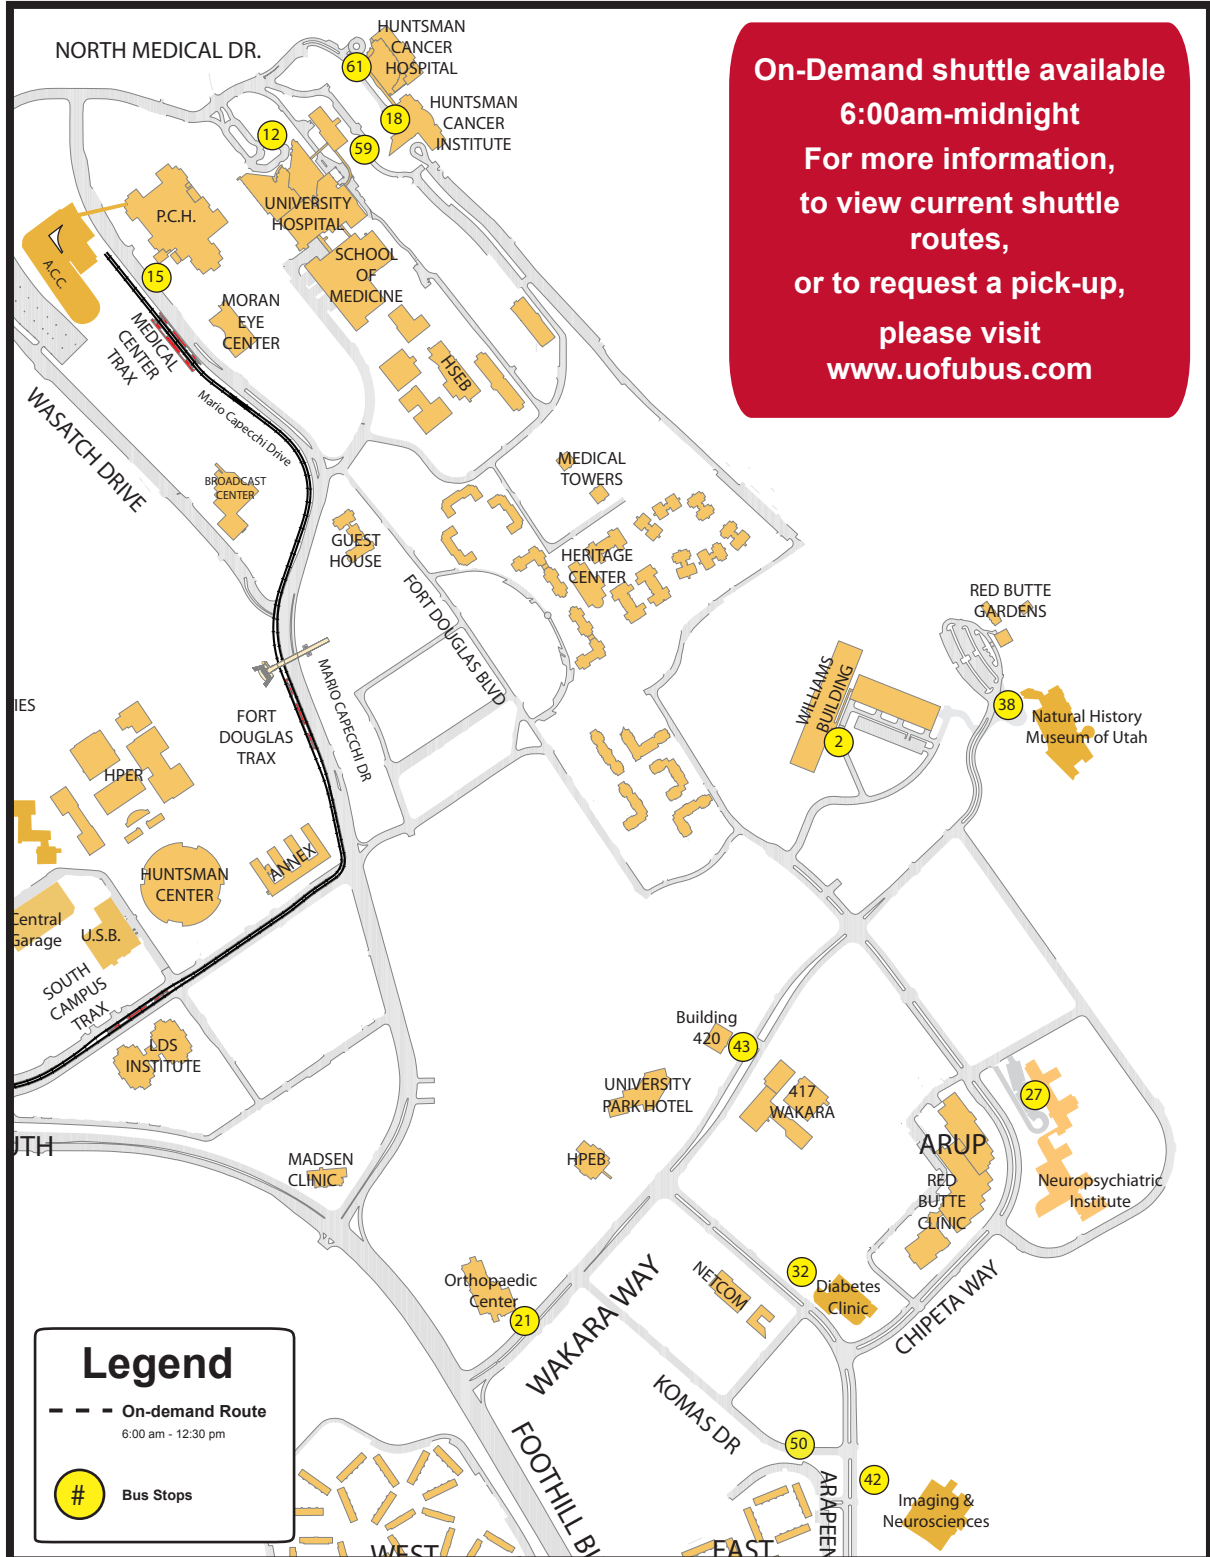 NORTH MEDICAL DR.
HUNTSMAN
CANCER
HOSPITAL
61
HUNTSMAN
CANCER
INSTITUTE
18
12
59
On-Demand shuttle available
6:00am-midnight
For more information,
to view current shuttle
routes,
or to request a pick-up,
please visit
www.uofubus.com
P.C.H.
UNIVERSITY
HOSPITAL
A.C.C.
15
SCHOOL
OF
MEDICINE
MORAN
EYE
CENTER
MEDICAL
CENTER
TRAX
HSEB
Mario Capecchi Drive
WASATCH DRIVE
BROADCAST
CENTER
MEDICAL
TOWERS
GUEST
HOUSE
HERITAGE
CENTER
FORT DOUGLAS BLVD
RED BUTTE
GARDENS
MARIO CAPECCHI DR
WILLIAMS
BUILDING
2
38
Natural History
Museum of Utah
IES
FORT
DOUGLAS
TRAX
HPER
ANNEX
HUNTSMAN
CENTER
Central
Garage
U.S.B.
SOUTH
CAMPUS
TRAX
LDS
INSTITUTE
Building
420
43
UNIVERSITY
PARK HOTEL
417
WAKARA
27
ARUP
UTH
MADSEN
CLINIC
HPEB
RED
BUTTE
CLINIC
Neuropsychiatric
Institute
Orthopaedic
Center
21
NETCOM
32
Diabetes
Clinic
WAKARA WAY
CHIPETA WAY
KOMAS DR
50
42
ARAPEEN
Imaging &
Neurosciences
FOOTHILL BL
WEST
EAST
Legend
On-demand Route
6:00 am - 12:30 pm
#
Bus Stops